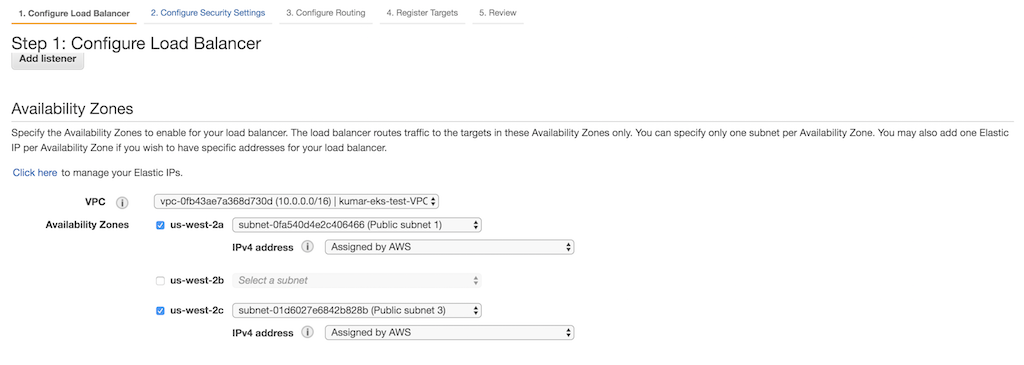 1. Configure Load Balancer 2. Configure Security Settings 3. Configure Routing 4. Register Targets 5. Review
Step 1: Configure Load Balancer
Add listener
Availability Zones
Specify the Availability Zones to enable for your load balancer. The load balancer routes traffic to the targets in these Availability Zones only. You can specify only one subnet per Availability Zone. You may also add one Elastic
IP per Availability Zone if you wish to have specific addresses for your load balancer.
Click here to manage your Elastic IPs.
VPC i vpc-0fb43ae7a368d730d (10.0.0.0/16) | kumar-eks-test-VPC
Availability Zones us-west-2a subnet-0fa540d4e2c406466 (Public subnet 1)
IPv4 address i Assigned by AWS
us-west-2b Select a subnet
us-west-2c subnet-01d6027e6842b828b (Public subnet 3)
IPv4 address i Assigned by AWS